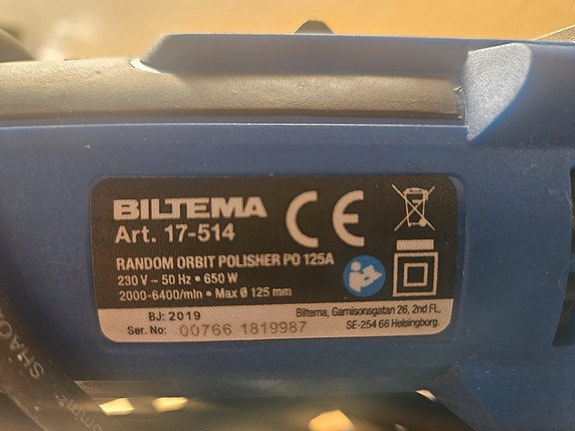 BILTEMA
CE
Art. 17-514
RANDOM ORBIT POLISHER PO 125A
230 V ~ 50 Hz • 650 W
2000-6400/min • Max Ø 125 mm
BJ: 2019
Ser. No: 00766 1819987
Biltema, Garnisonsgatan 26, 2nd FL,
SE-254 66 Helsingborg.